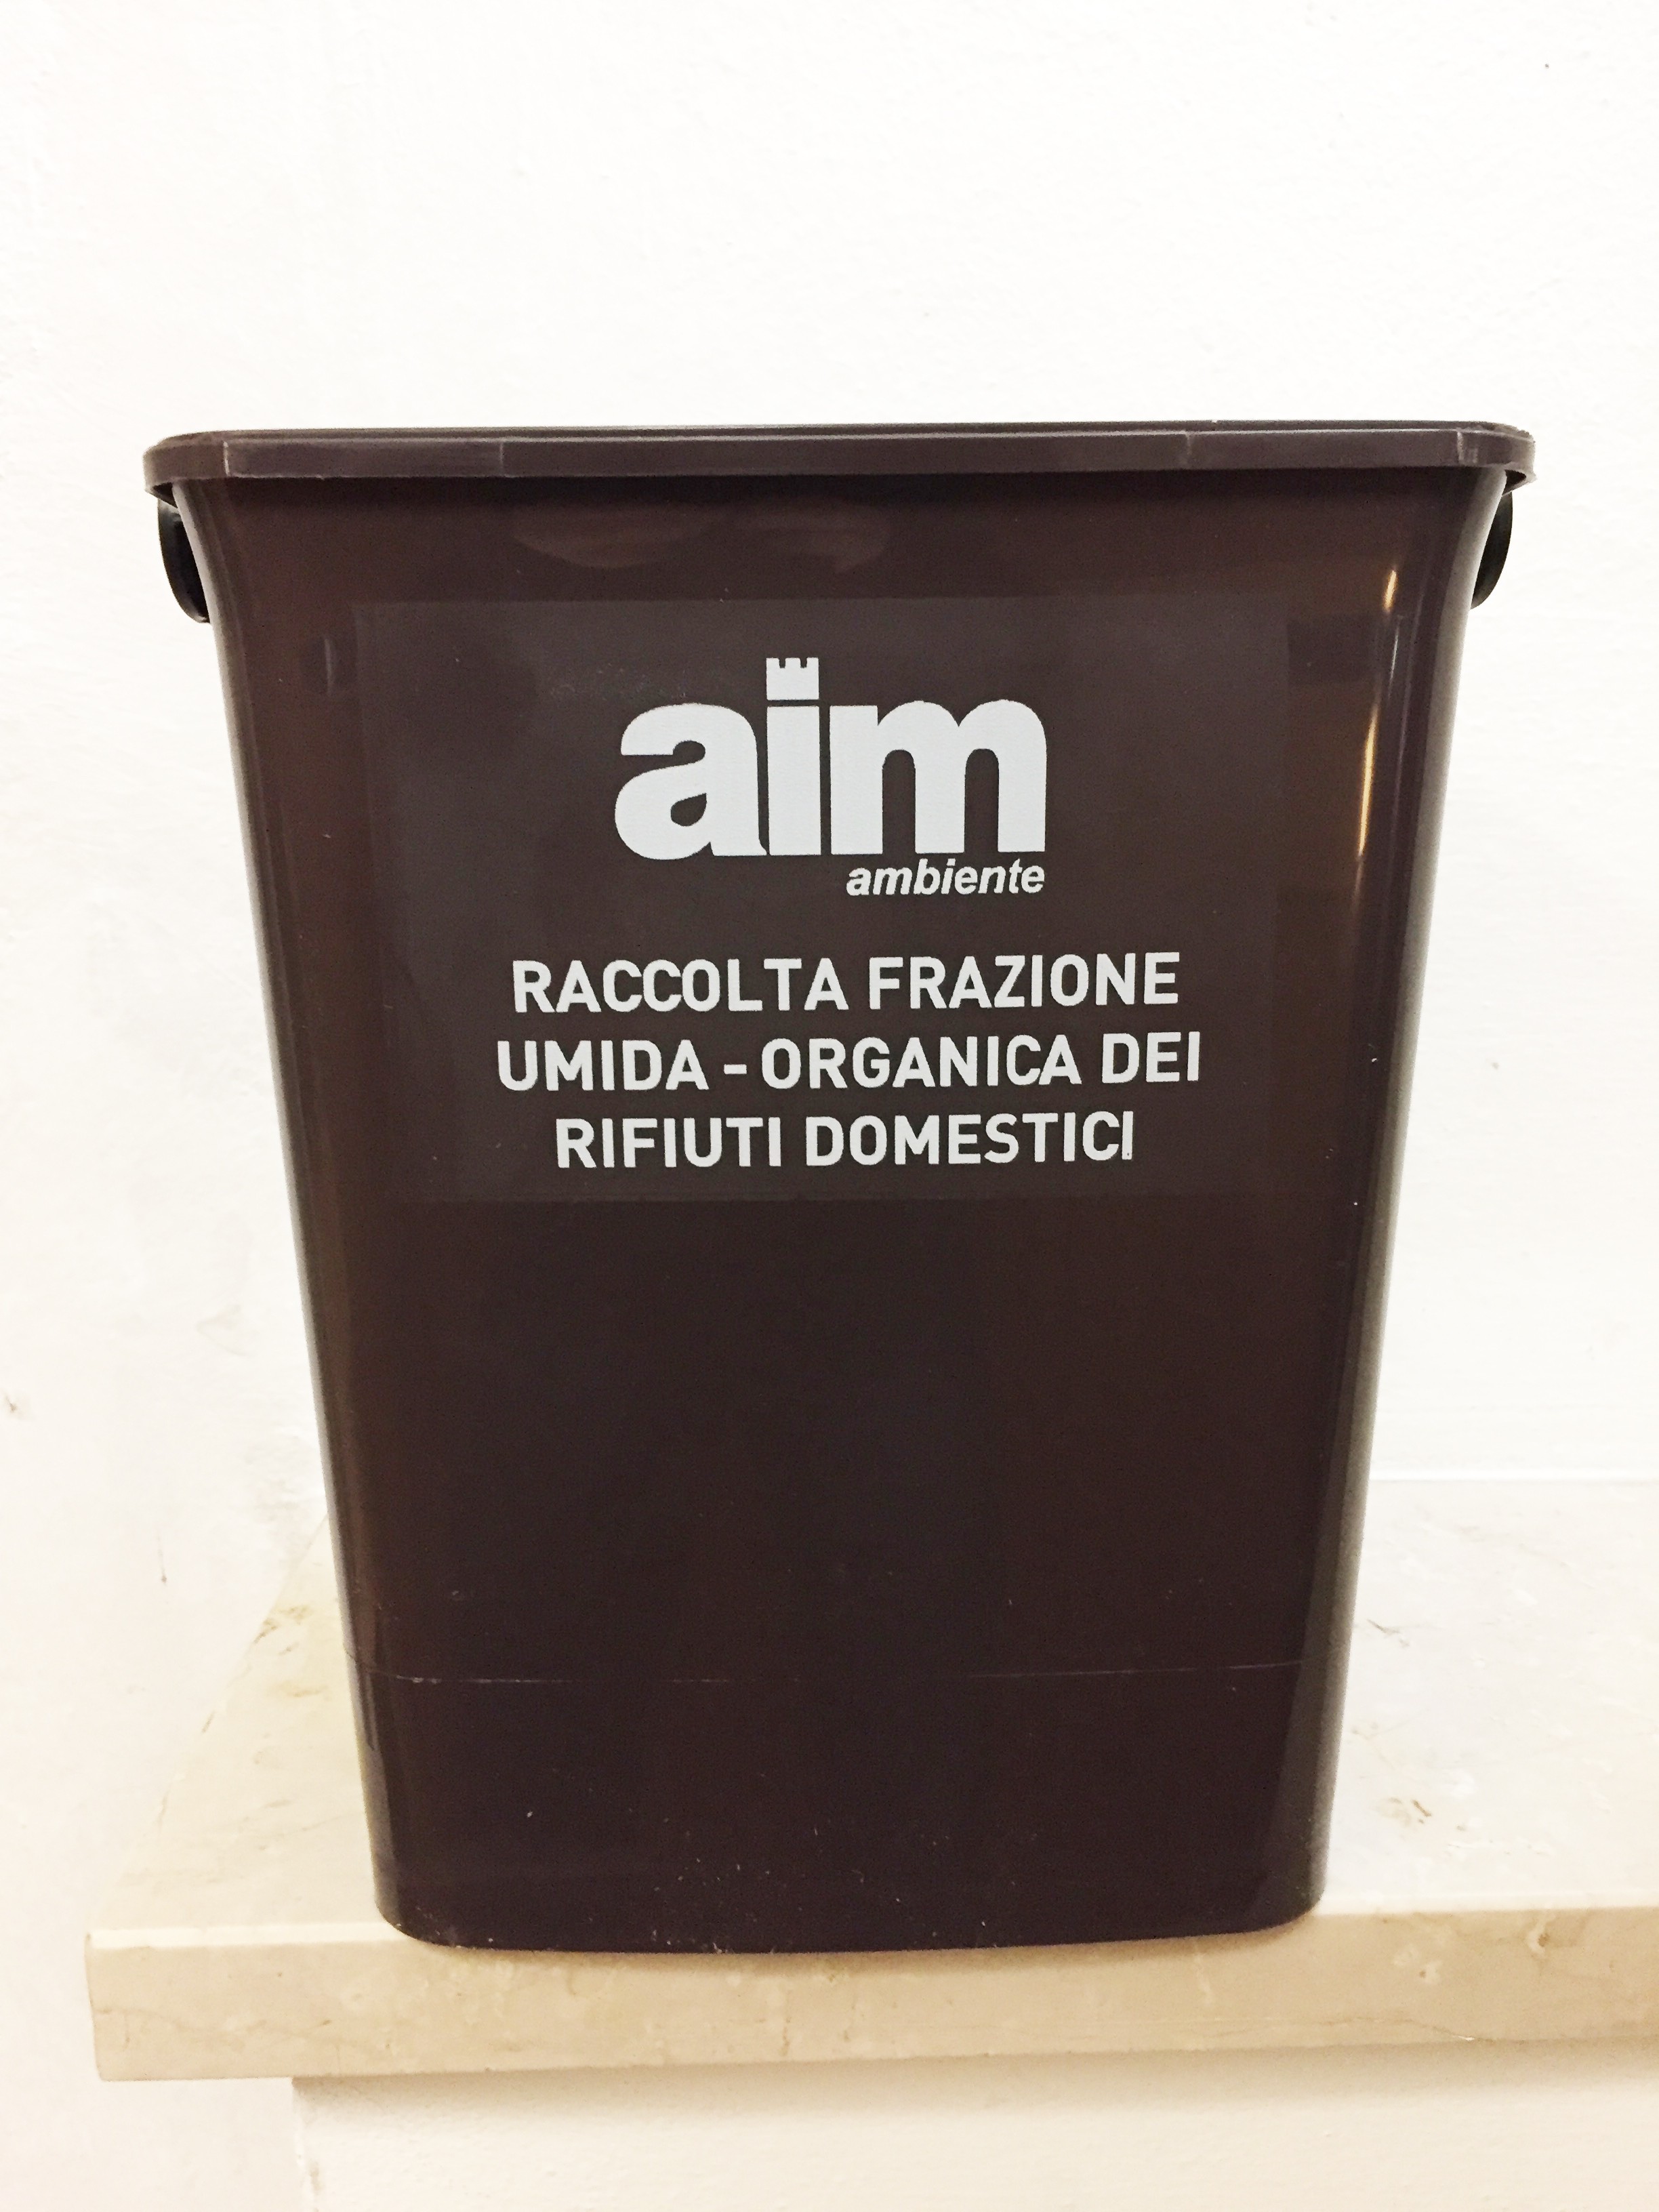 aim
ambiente
RACCOLTA FRAZIONE
UMIDA - ORGANICA DEI
RIFIUTI DOMESTICI